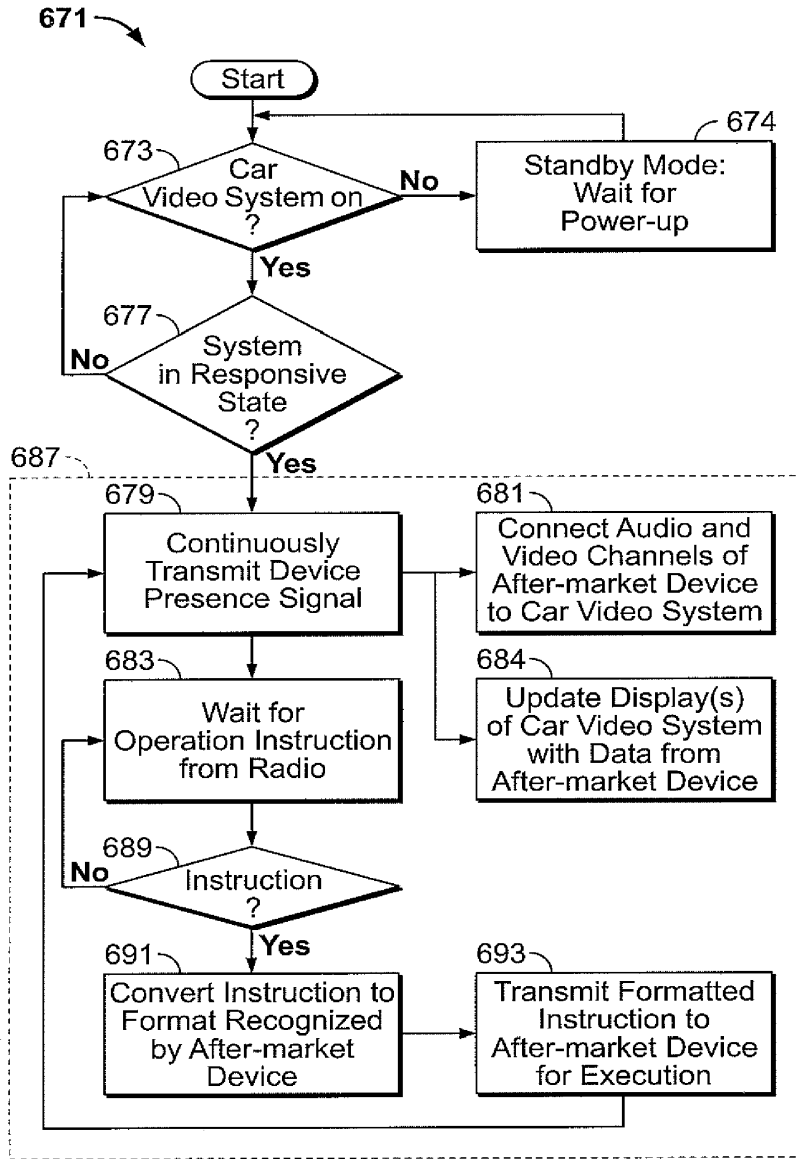 671
Start
673
Car
Video System on
?
No
674
Standby Mode:
Wait for
Power-up
Yes
677
System
in Responsive
State
?
No
Yes
687
679
Continuously
Transmit Device
Presence Signal
681
Connect Audio and
Video Channels of
After-market Device
to Car Video System
683
Wait for
Operation Instruction
from Radio
684
Update Display(s)
of Car Video System
with Data from
After-market Device
689
Instruction
?
No
Yes
691
Convert Instruction to
Format Recognized
by After-market
Device
693
Transmit Formatted
Instruction to
After-market Device
for Execution